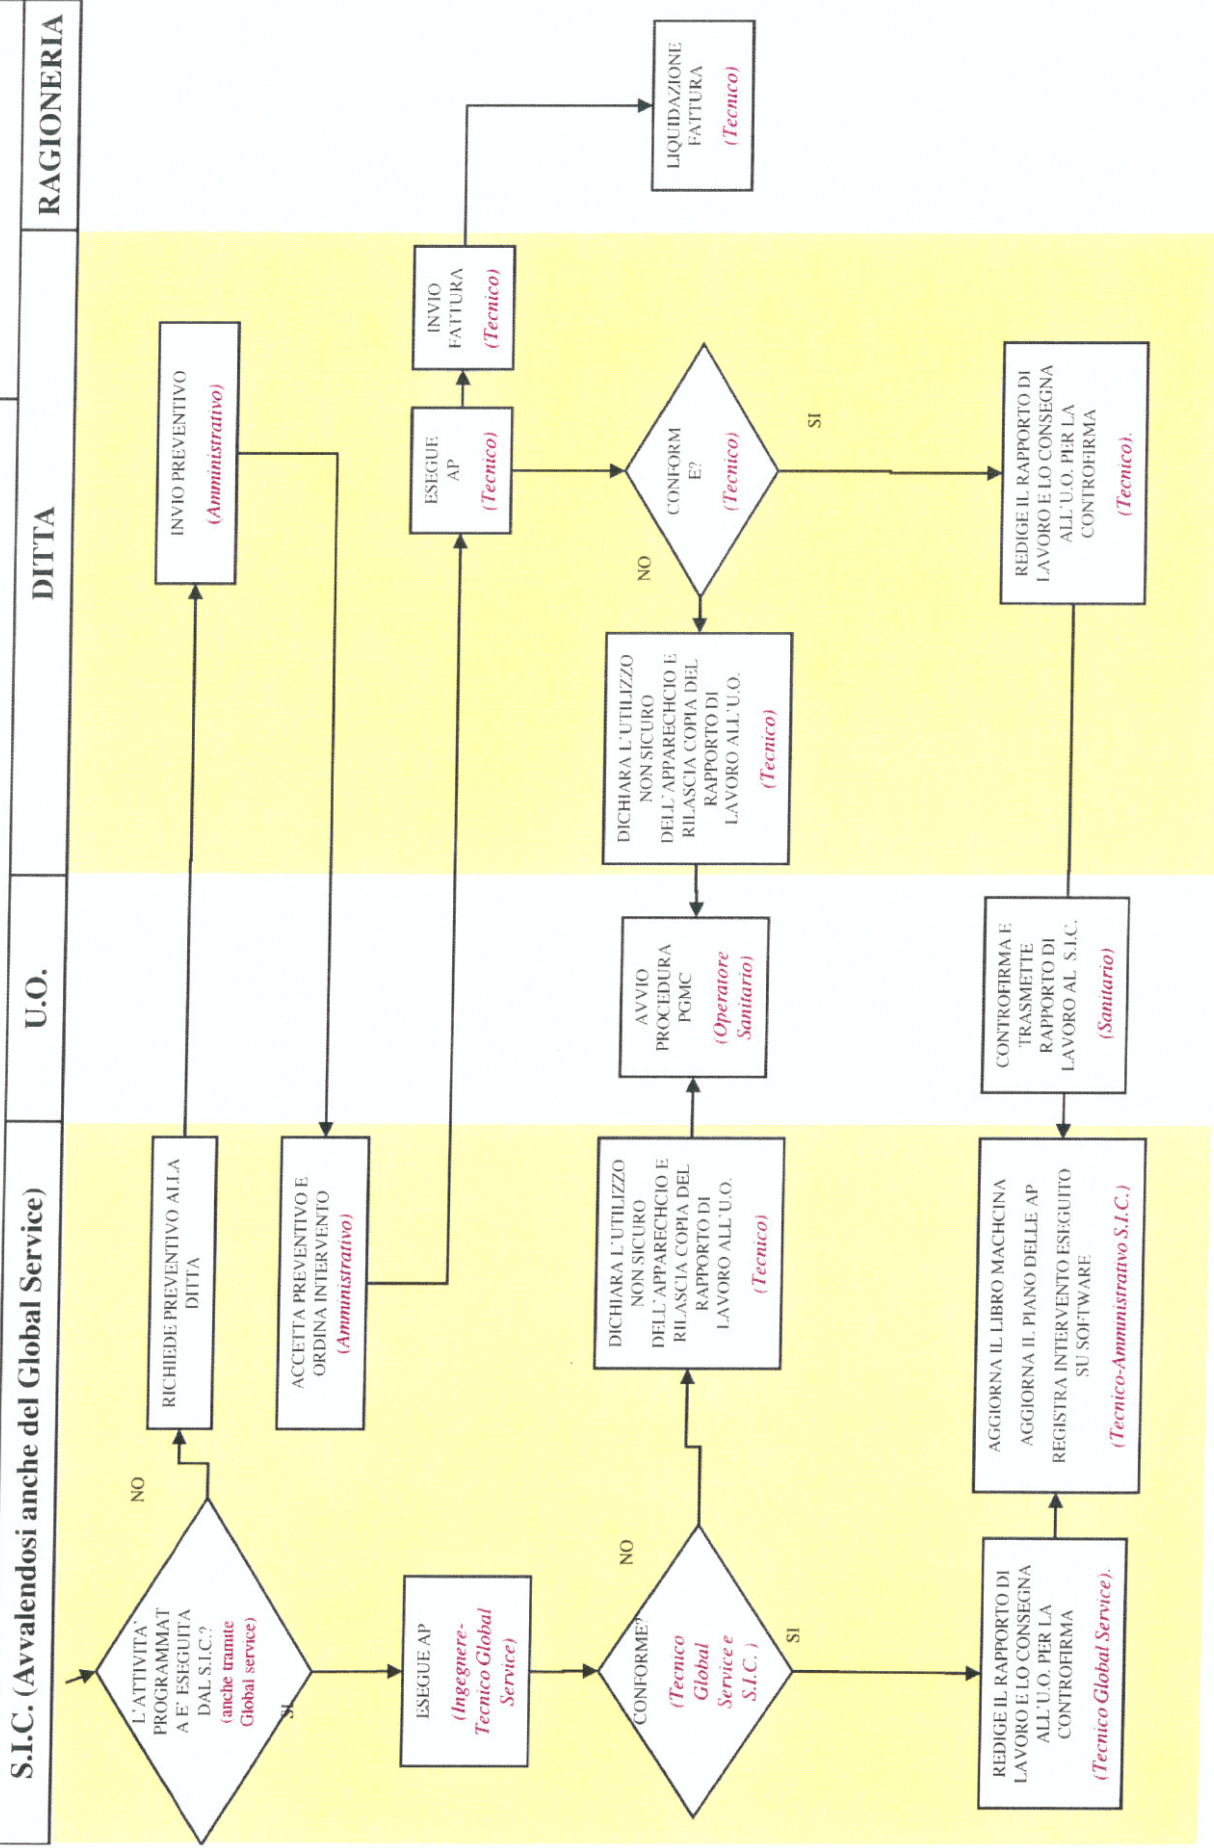 S.I.C. (Avvalendosi anche del Global Service)
U.O.
DITTA
RAGIONERIA
L'ATTIVITA'
PROGRAMMAT
A E' ESEGUITA
DAL S.I.C.?
(anche tramite
Global service)
NO
SI
RICHIEDE PREVENTIVO ALLA
DITTA
INVIO PREVENTIVO
(Amministrativo)
ACCETTA PREVENTIVO E
ORDINA INTERVENTO
(Amministrativo)
ESEGUE AP
(Ingegnere-
Tecnico Global
Service)
ESEGUE
AP
(Tecnico)
INVIO
FATTURA
(Tecnico)
LIQUIDAZIONE
FATTURA
(Tecnico)
CONFORME?
(Tecnico
Global
Service e
S.I.C. )
NO
SI
DICHIARA L'UTILIZZO
NON SICURO
DELL'APPARECHCIO E
RILASCIA COPIA DEL
RAPPORTO DI
LAVORO ALL'U.O.
(Tecnico)
AVVIO
PROCEDURA
PGMC
(Operatore
Sanitario)
DICHIARA L'UTILIZZO
NON SICURO
DELL'APPARECHCIO E
RILASCIA COPIA DEL
RAPPORTO DI
LAVORO ALL'U.O.
(Tecnico)
NO
CONFORM
E?
(Tecnico)
SI
REDIGE IL RAPPORTO DI
LAVORO E LO CONSEGNA
ALL'U.O. PER LA
CONTROFIRMA
(Tecnico Global Service).
AGGIORNA IL LIBRO MACHCINA
AGGIORNA IL PIANO DELLE AP
REGISTRA INTERVENTO ESEGUITO
SU SOFTWARE
(Tecnico-Amministrativo S.I.C.)
CONTROFIRMA E
TRASMETTE
RAPPORTO DI
LAVORO AL S.I.C.
(Sanitario)
REDIGE IL RAPPORTO DI
LAVORO E LO CONSEGNA
ALL'U.O. PER LA
CONTROFIRMA
(Tecnico).